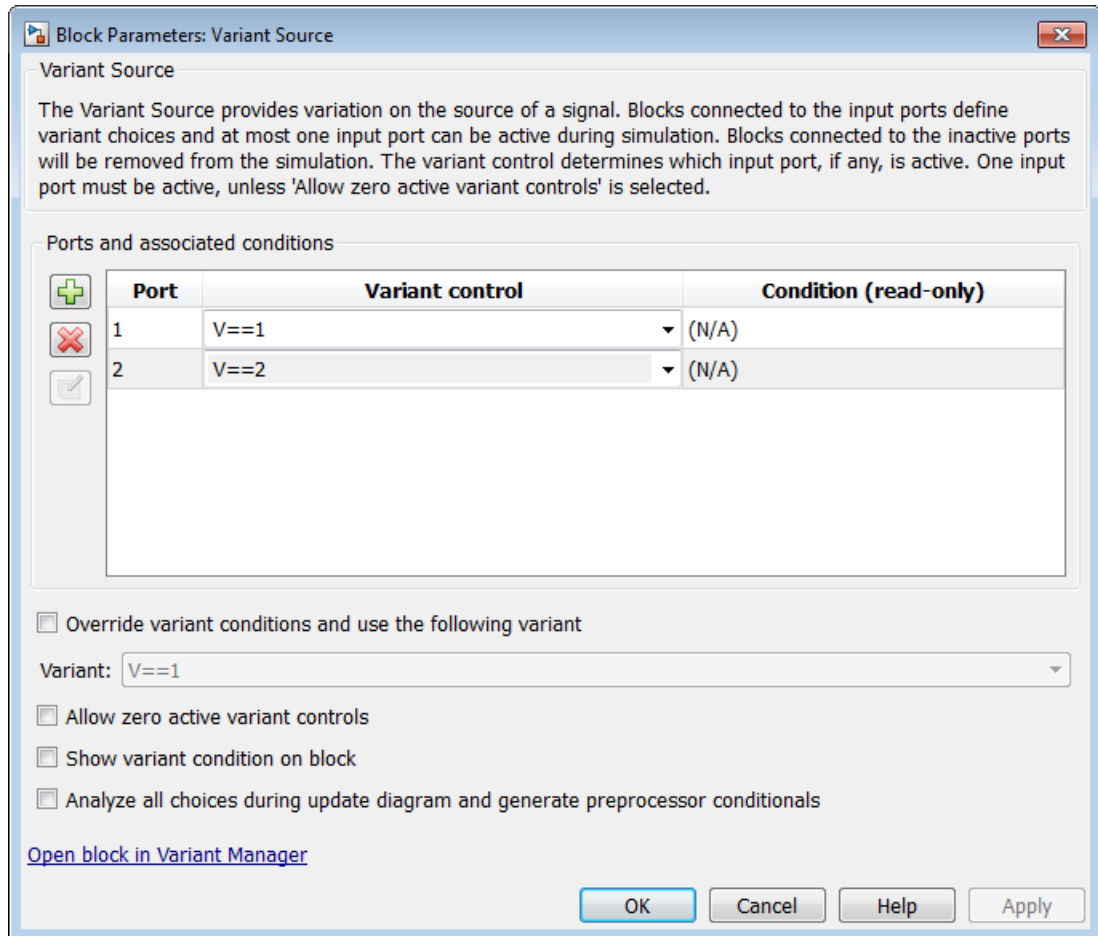 Block Parameters: Variant Source
Variant Source
The Variant Source provides variation on the source of a signal. Blocks connected to the input ports define
variant choices and at most one input port can be active during simulation. Blocks connected to the inactive ports
will be removed from the simulation. The variant control determines which input port, if any, is active. One input
port must be active, unless 'Allow zero active variant controls' is selected.
Ports and associated conditions
Port Variant control Condition (read-only)
1 V==1 (N/A)
2 V==2 (N/A)
Override variant conditions and use the following variant
Variant: V==1
Allow zero active variant controls
Show variant condition on block
Analyze all choices during update diagram and generate preprocessor conditionals
Open block in Variant Manager
OK Cancel Help Apply